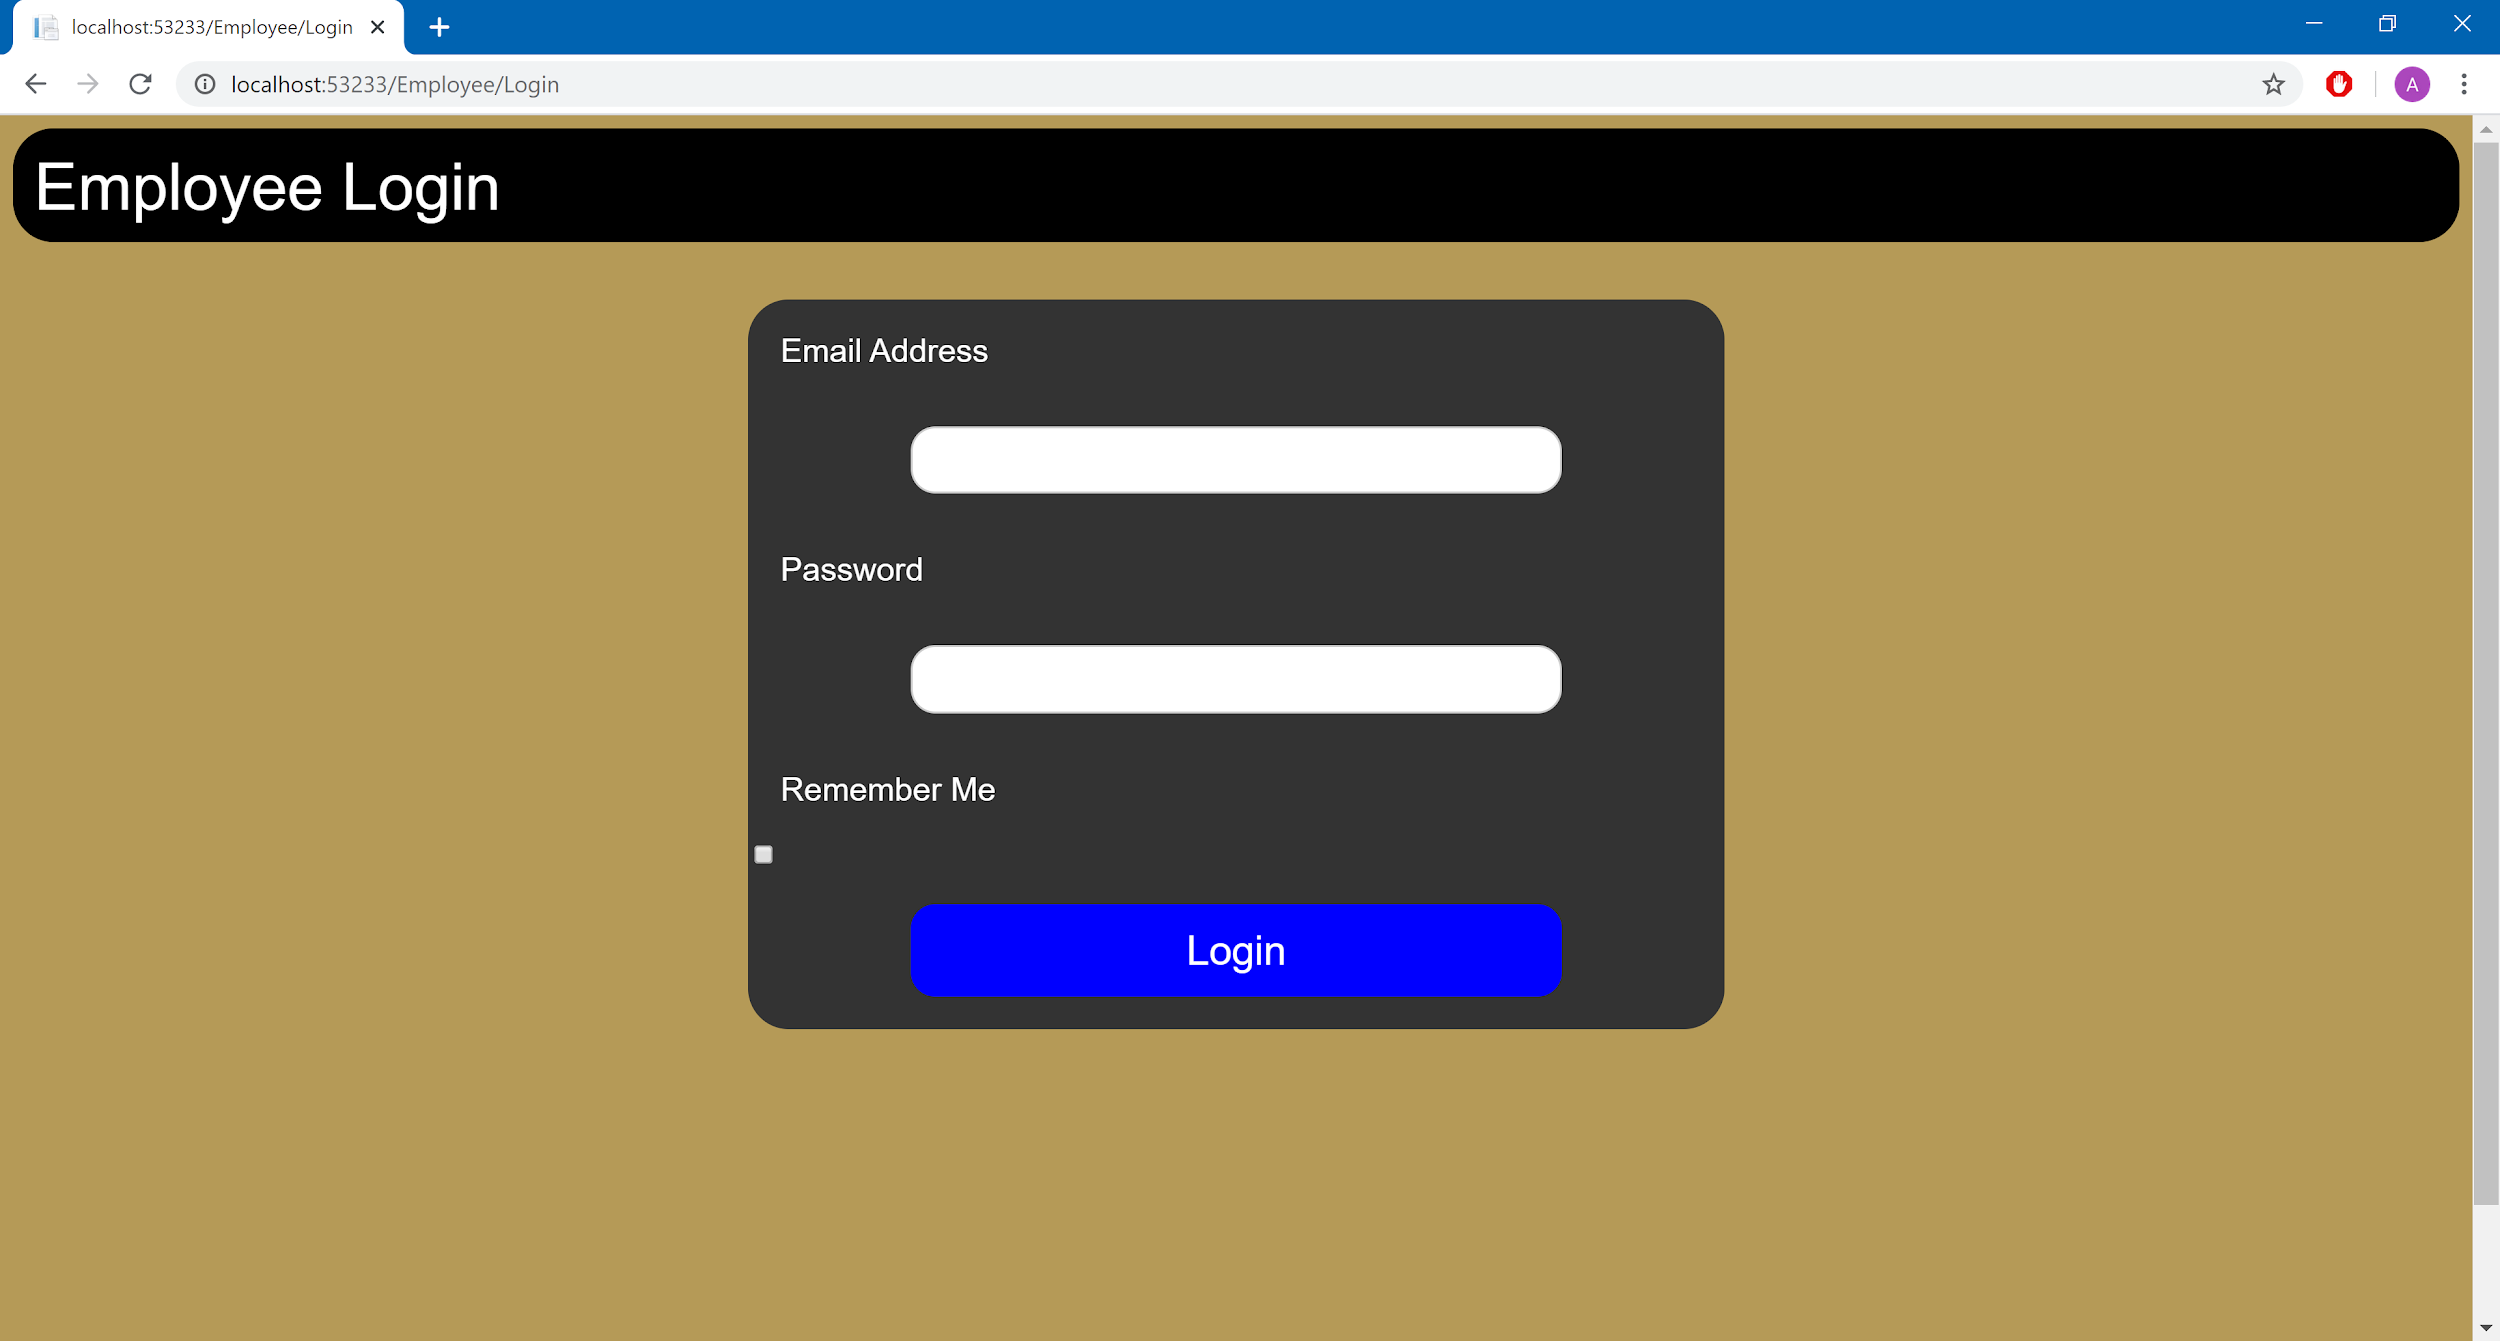 localhost:53233/Employee/Login
localhost:53233/Employee/Login
A
Employee Login
Email Address
Password
Remember Me
Login